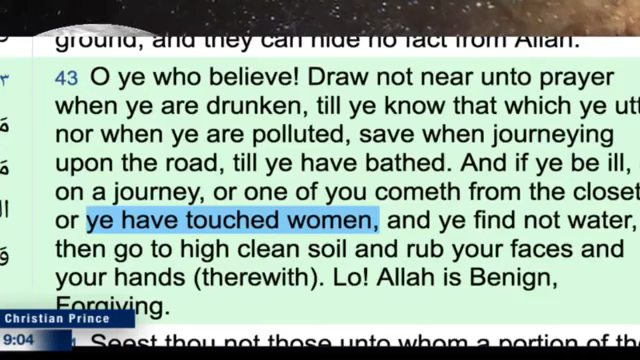 ground, and they can hide no fact from Allah.
43 O ye who believe! Draw not near unto prayer
when ye are drunken, till ye know that which ye utt
nor when ye are polluted, save when journeying
upon the road, till ye have bathed. And if ye be ill,
on a journey, or one of you cometh from the closet
or ye have touched women, and ye find not water,
then go to high clean soil and rub your faces and
your hands (therewith). Lo! Allah is Benign,
Forgiving.
Christian Prince
9:04
Seest thou not those unto whom a portion of the